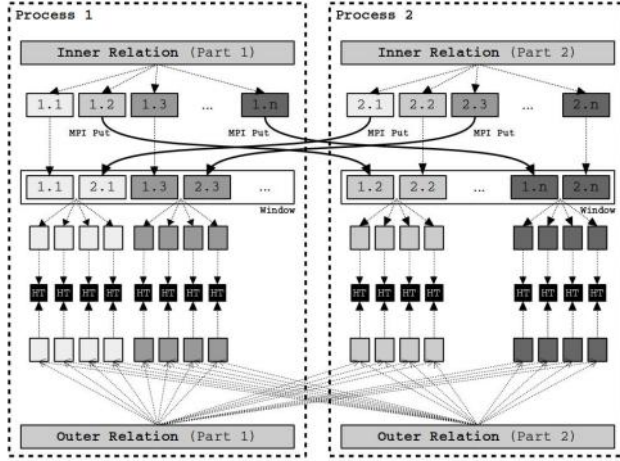 Process 1
Process 2
Inner Relation (Part 1)
Inner Relation (Part 2)
1.1 1.2 1.3 ... 1.n
2.1 2.2 2.3 ... 2.n
MPI Put MPI Put MPI Put MPI Put
1.1 2.1 1.3 2.3 ...
1.2 2.2 ... 1.n 2.n
Window
Window
HT HT HT HT HT HT HT HT
HT HT HT HT HT HT HT HT
Outer Relation (Part 1)
Outer Relation (Part 2)